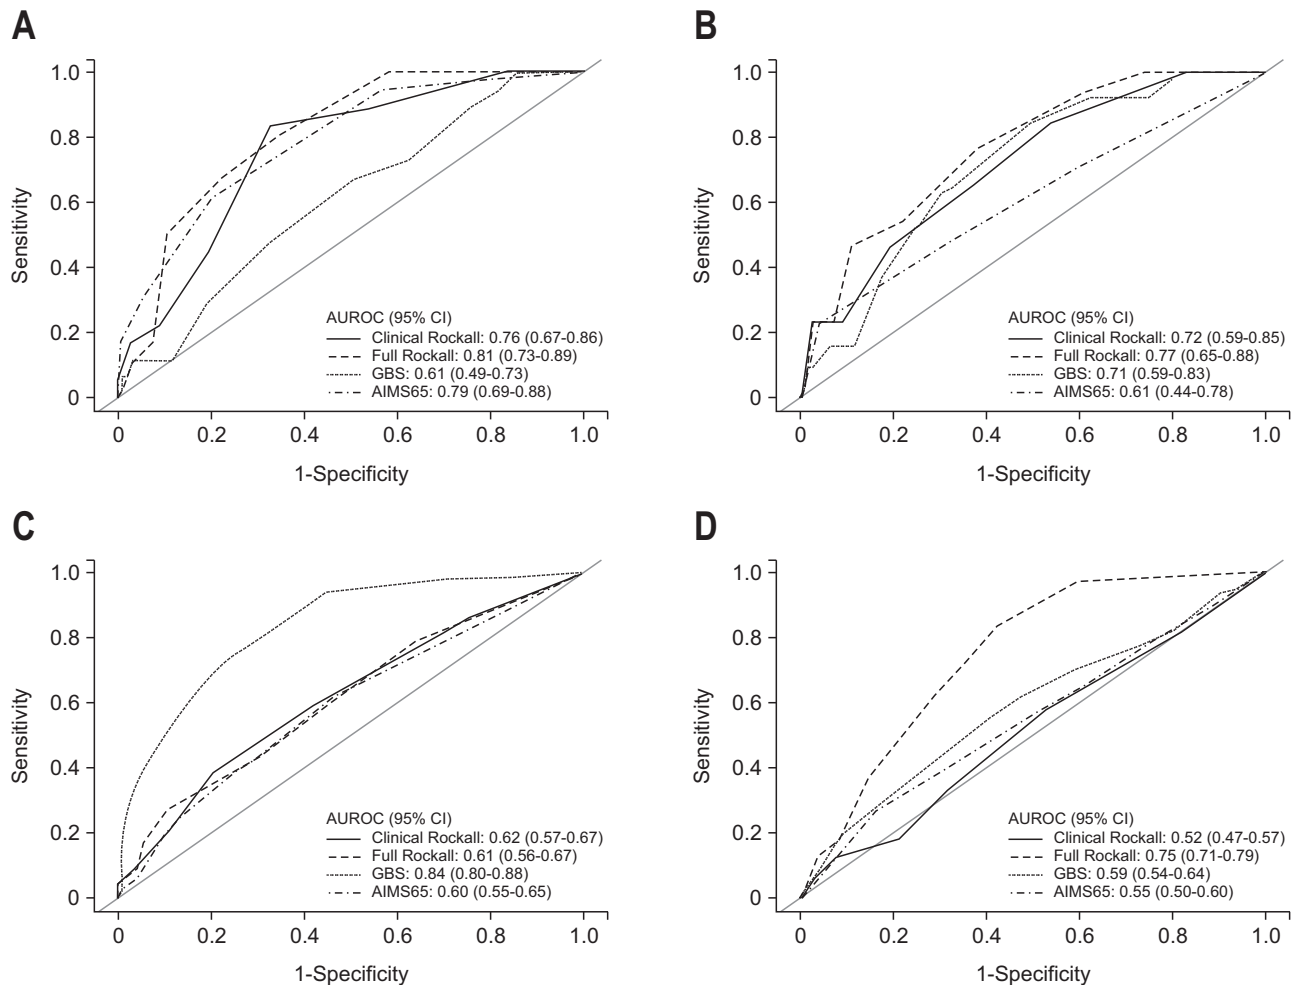 A
1.0
0.8
0.6
0.4
0.2
0
Sensitivity
AUROC (95% CI)
Clinical Rockall: 0.76 (0.67-0.86)
Full Rockall: 0.81 (0.73-0.89)
GBS: 0.61 (0.49-0.73)
AIMS65: 0.79 (0.69-0.88)
0 0.2 0.4 0.6 0.8 1.0
1-Specificity
B
1.0
0.8
0.6
0.4
0.2
0
Sensitivity
AUROC (95% CI)
Clinical Rockall: 0.72 (0.59-0.85)
Full Rockall: 0.77 (0.65-0.88)
GBS: 0.71 (0.59-0.83)
AIMS65: 0.61 (0.44-0.78)
0 0.2 0.4 0.6 0.8 1.0
1-Specificity
C
1.0
0.8
0.6
0.4
0.2
0
Sensitivity
AUROC (95% CI)
Clinical Rockall: 0.62 (0.57-0.67)
Full Rockall: 0.61 (0.56-0.67)
GBS: 0.84 (0.80-0.88)
AIMS65: 0.60 (0.55-0.65)
0 0.2 0.4 0.6 0.8 1.0
1-Specificity
D
1.0
0.8
0.6
0.4
0.2
0
Sensitivity
AUROC (95% CI)
Clinical Rockall: 0.52 (0.47-0.57)
Full Rockall: 0.75 (0.71-0.79)
GBS: 0.59 (0.54-0.64)
AIMS65: 0.55 (0.50-0.60)
0 0.2 0.4 0.6 0.8 1.0
1-Specificity